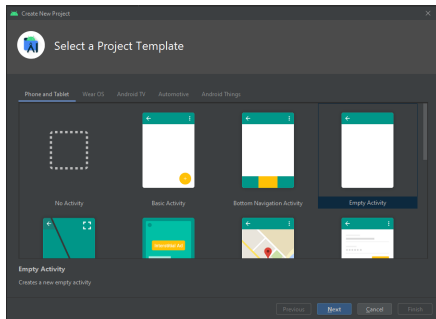 Create New Project
Select a Project Template
Phone and Tablet Wear OS Android TV Automotive Android Things
No Activity Basic Activity Bottom Navigation Activity Empty Activity
Empty Activity
Creates a new empty activity
Previous Next Cancel Finish